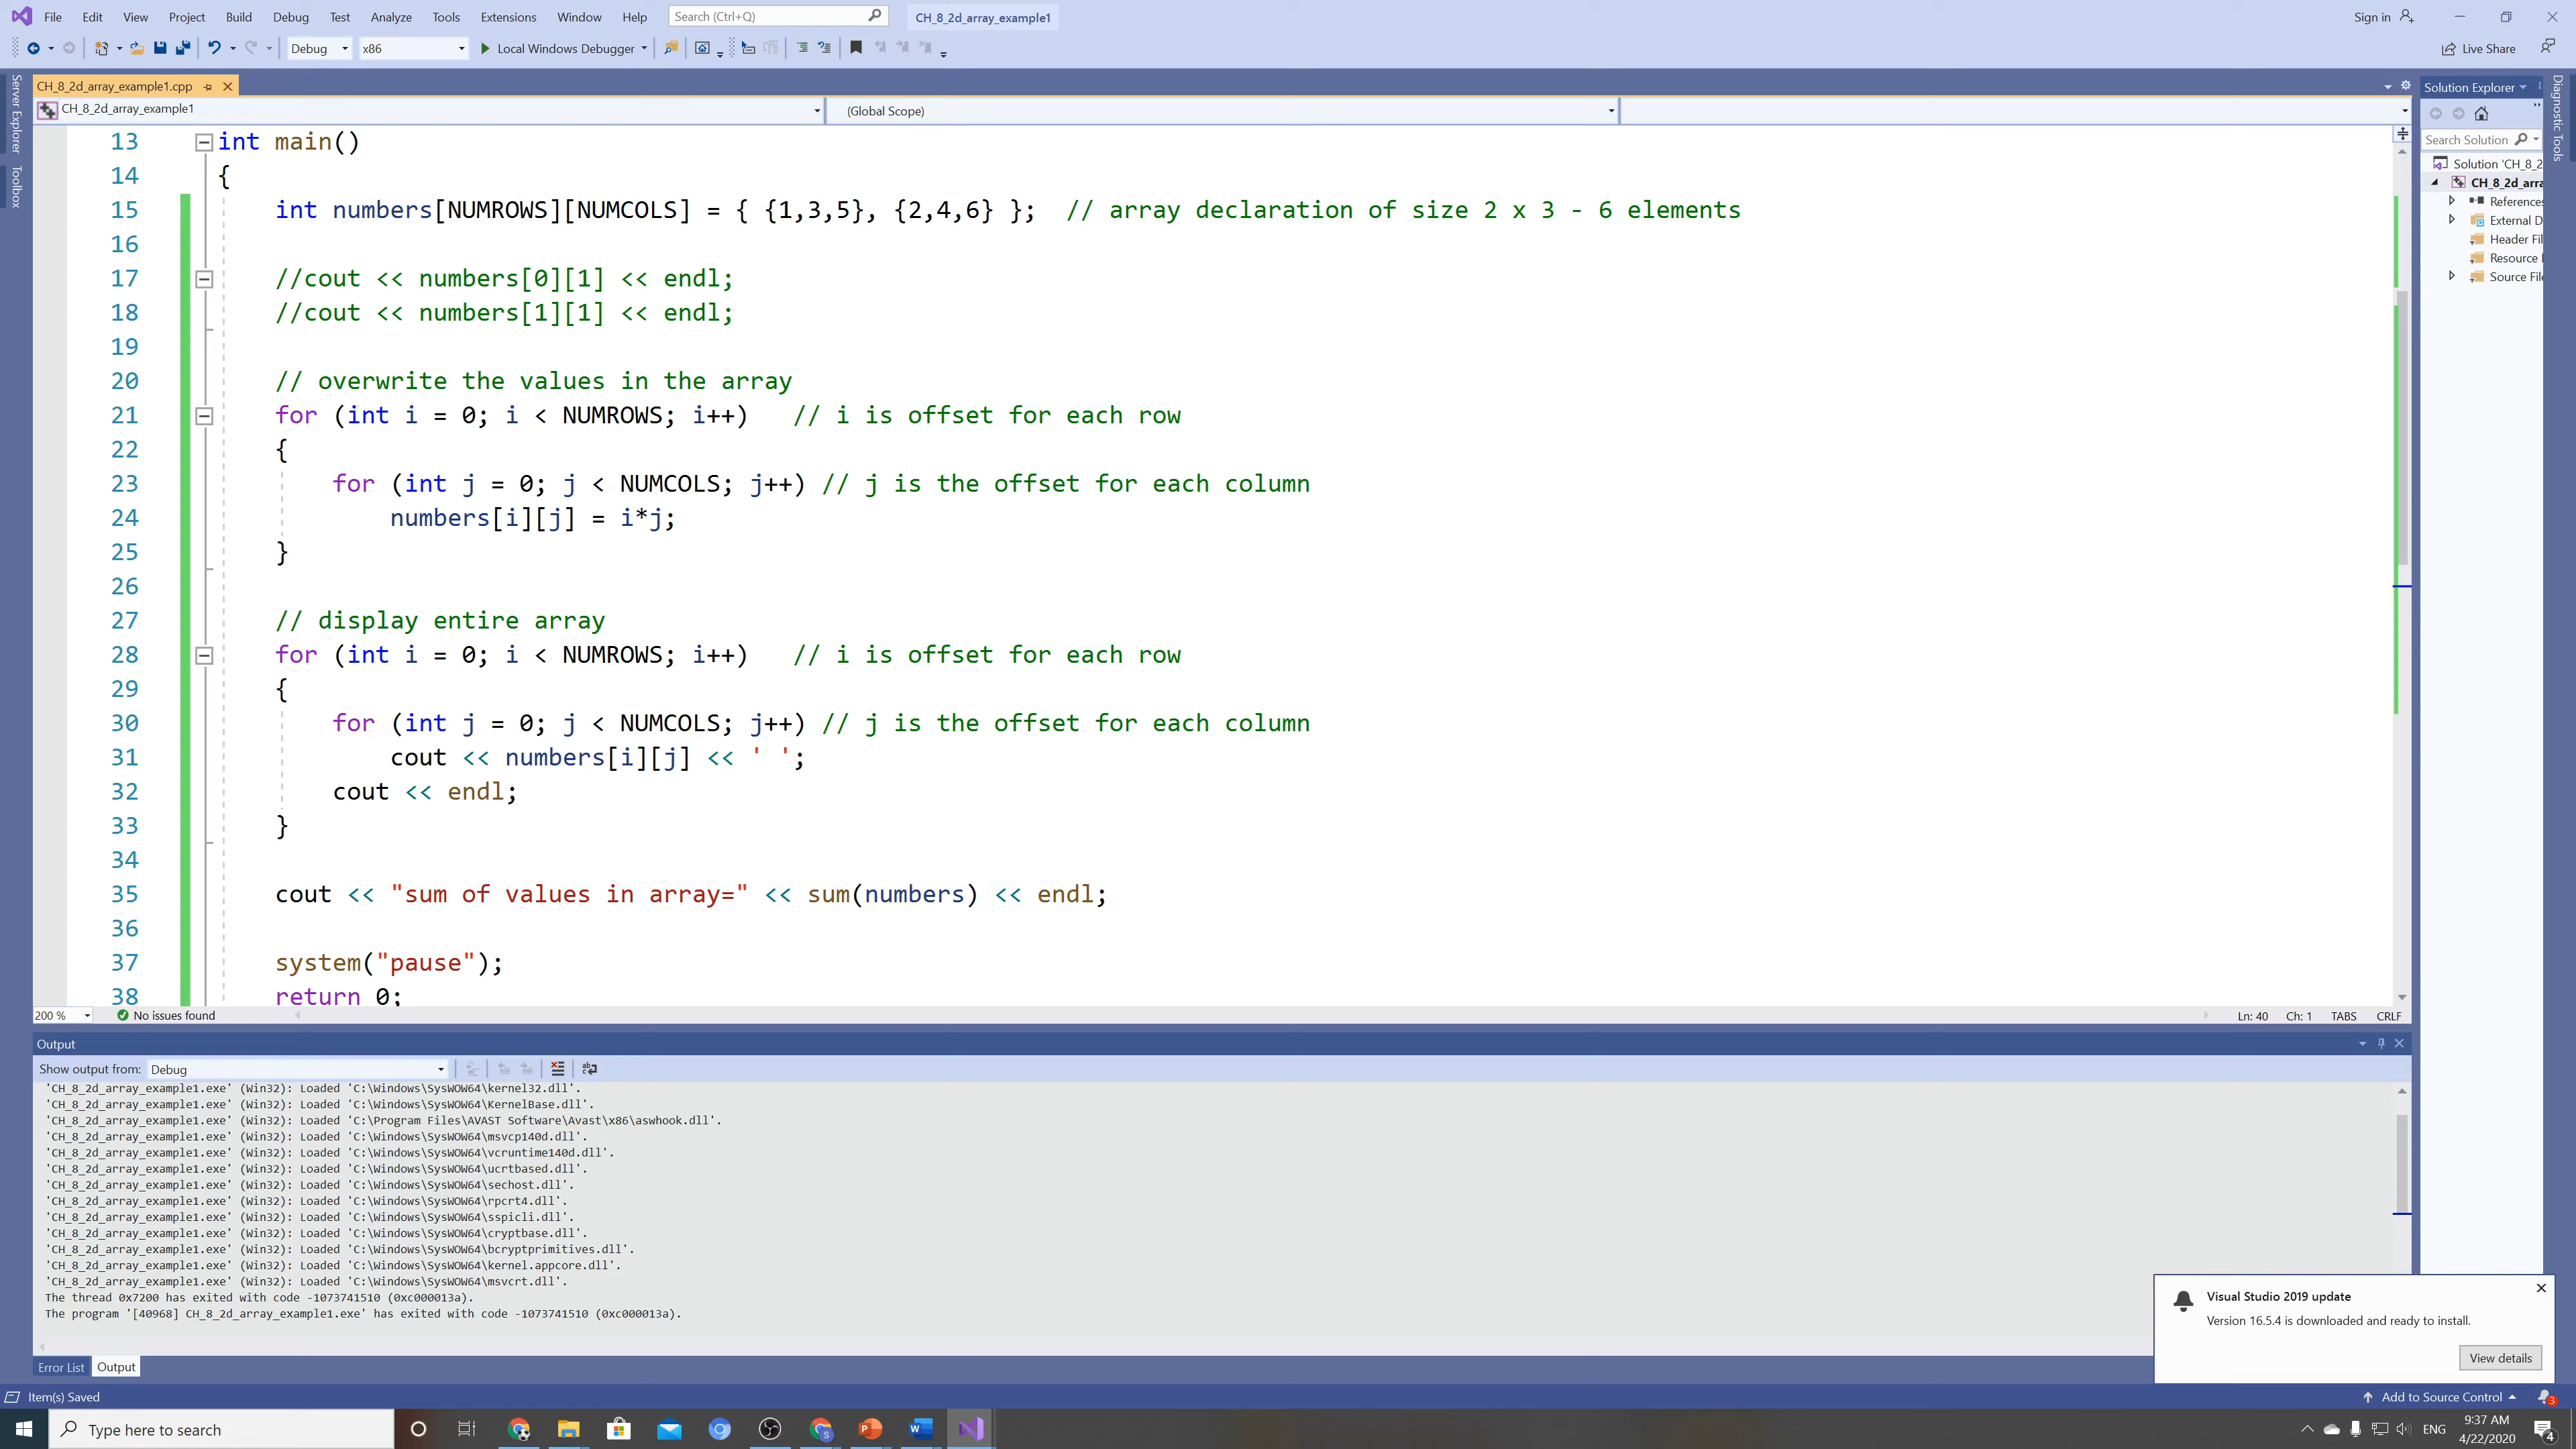 File Edit View Project Build Debug Test Analyze Tools Extensions Window Help Search (Ctrl+Q) CH_8_2d_array_example1 Sign in
Debug x86 Local Windows Debugger Live Share
Server Explorer
Toolbox
CH_8_2d_array_example1.cpp
CH_8_2d_array_example1 (Global Scope)
13 int main()
14 {
15 int numbers[NUMROWS][NUMCOLS] = { {1,3,5}, {2,4,6} }; // array declaration of size 2 x 3 - 6 elements
16
17 //cout << numbers[0][1] << endl;
18 //cout << numbers[1][1] << endl;
19
20 // overwrite the values in the array
21 for (int i = 0; i < NUMROWS; i++) // i is offset for each row
22 {
23 for (int j = 0; j < NUMCOLS; j++) // j is the offset for each column
24 numbers[i][j] = i*j;
25 }
26
27 // display entire array
28 for (int i = 0; i < NUMROWS; i++) // i is offset for each row
29 {
30 for (int j = 0; j < NUMCOLS; j++) // j is the offset for each column
31 cout << numbers[i][j] << ' ';
32 cout << endl;
33 }
34
35 cout << "sum of values in array=" << sum(numbers) << endl;
36
37 system("pause");
38 return 0;
200 % No issues found Ln: 40 Ch: 1 TABS CRLF
Solution Explorer
Search Solution
Solution 'CH_8_2
CH_8_2d_arra
References
External D
Header Fil
Resource
Source File
Diagnostic Tools
Output
Show output from: Debug
'CH_8_2d_array_example1.exe' (Win32): Loaded 'C:\Windows\SysWOW64\kernel32.dll'.
'CH_8_2d_array_example1.exe' (Win32): Loaded 'C:\Windows\SysWOW64\KernelBase.dll'.
'CH_8_2d_array_example1.exe' (Win32): Loaded 'C:\Program Files\AVAST Software\Avast\x86\aswhook.dll'.
'CH_8_2d_array_example1.exe' (Win32): Loaded 'C:\Windows\SysWOW64\msvcp140d.dll'.
'CH_8_2d_array_example1.exe' (Win32): Loaded 'C:\Windows\SysWOW64\vcruntime140d.dll'.
'CH_8_2d_array_example1.exe' (Win32): Loaded 'C:\Windows\SysWOW64\ucrtbased.dll'.
'CH_8_2d_array_example1.exe' (Win32): Loaded 'C:\Windows\SysWOW64\sechost.dll'.
'CH_8_2d_array_example1.exe' (Win32): Loaded 'C:\Windows\SysWOW64\rpcrt4.dll'.
'CH_8_2d_array_example1.exe' (Win32): Loaded 'C:\Windows\SysWOW64\sspicli.dll'.
'CH_8_2d_array_example1.exe' (Win32): Loaded 'C:\Windows\SysWOW64\cryptbase.dll'.
'CH_8_2d_array_example1.exe' (Win32): Loaded 'C:\Windows\SysWOW64\bcryptprimitives.dll'.
'CH_8_2d_array_example1.exe' (Win32): Loaded 'C:\Windows\SysWOW64\kernel.appcore.dll'.
'CH_8_2d_array_example1.exe' (Win32): Loaded 'C:\Windows\SysWOW64\msvcrt.dll'.
The thread 0x7200 has exited with code -1073741510 (0xc000013a).
The program '[40968] CH_8_2d_array_example1.exe' has exited with code -1073741510 (0xc000013a).
Visual Studio 2019 update
Version 16.5.4 is downloaded and ready to install.
View details
Error List Output
Item(s) Saved Add to Source Control 3
Type here to search ENG 9:37 AM
4/22/2020 4